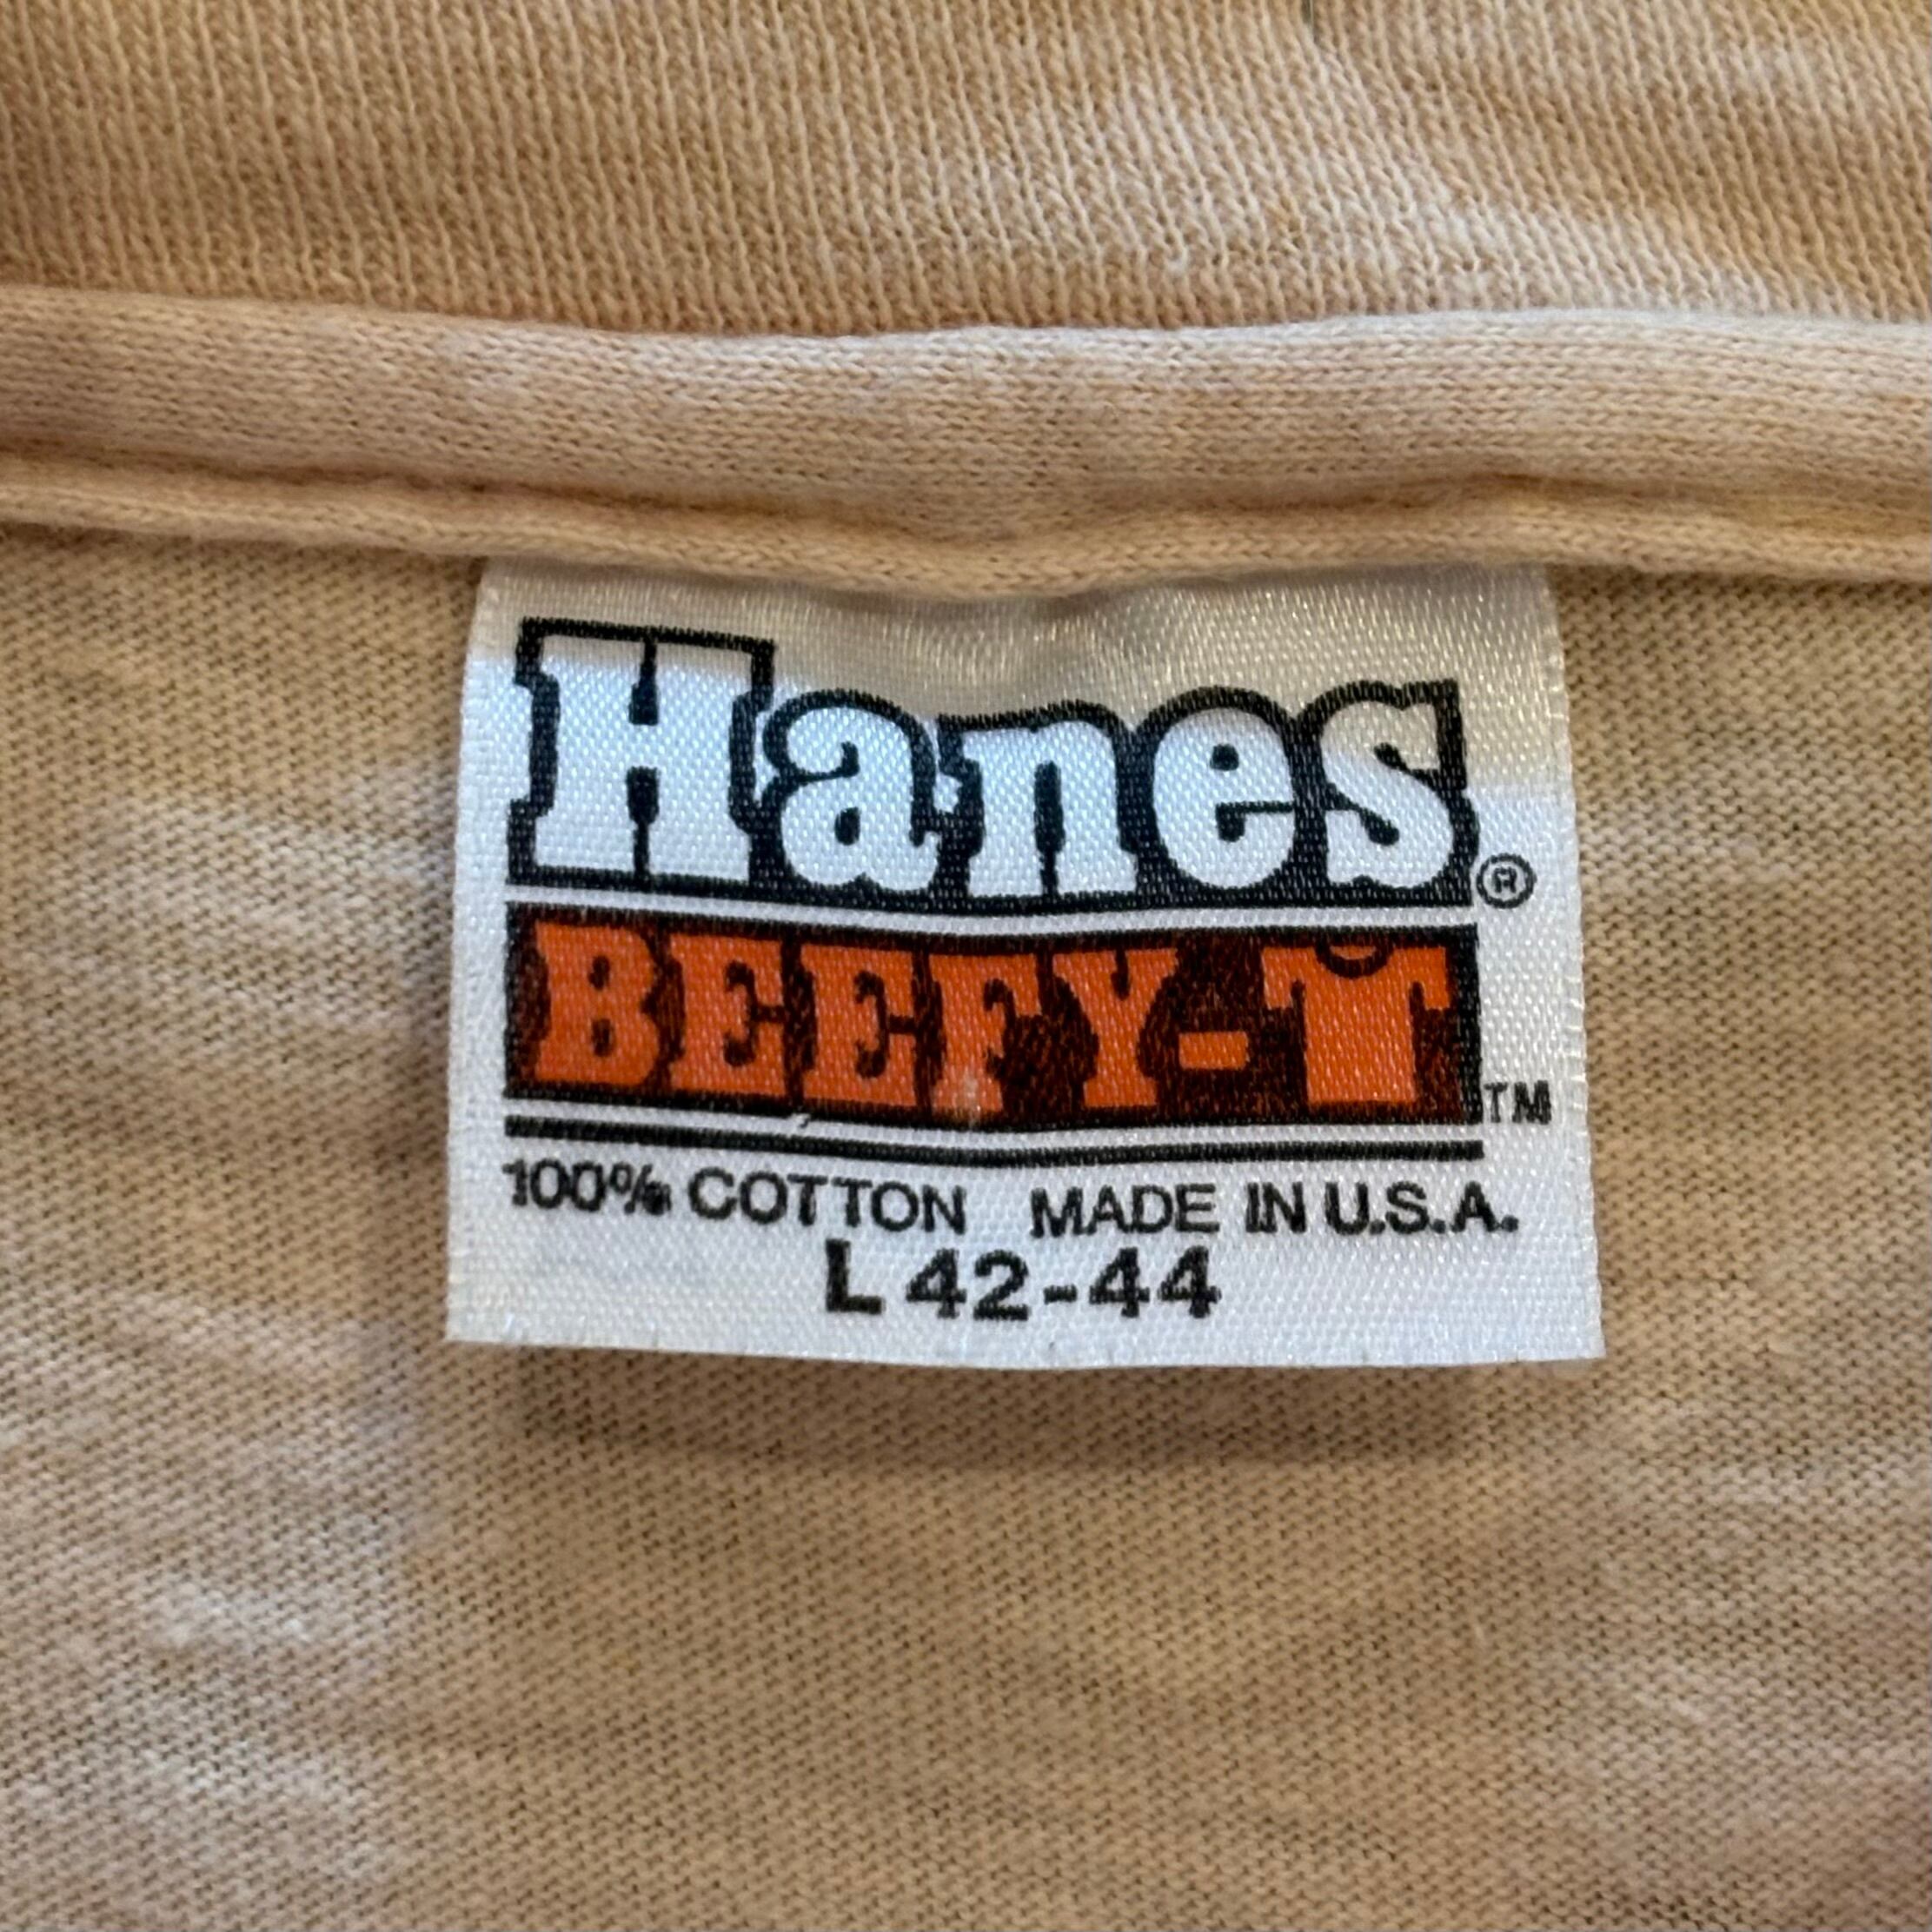 Hanes®
BEEFY-T™
100% COTTON MADE IN U.S.A.
L 42-44